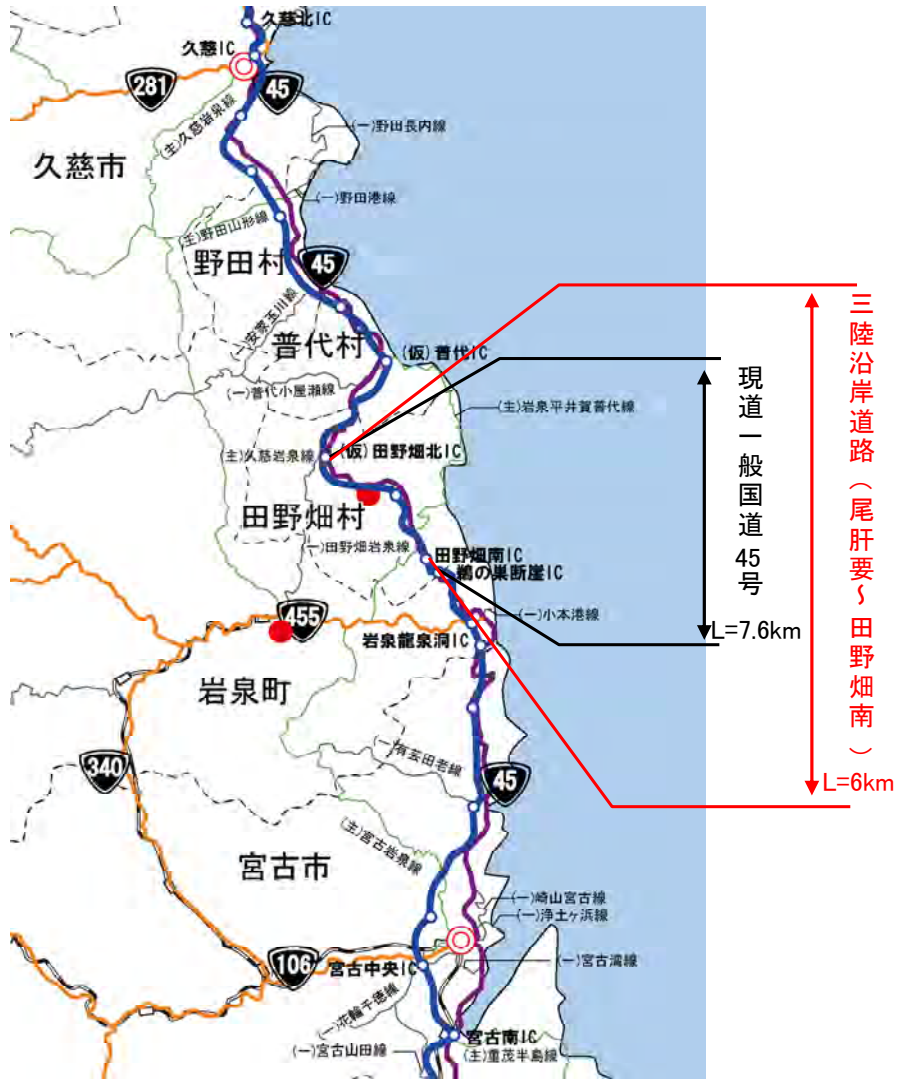 久慈北IC
久慈IC
281
45
(主)久慈岩泉線
(一)野田長内線
久慈市
(一)野田港線
(主)野田山形線
野田村
45
(一)安家玉川線
普代村
(仮)普代IC
(一)普代小屋瀬線
(主)岩泉平井賀普代線
(主)久慈岩泉線
(仮)田野畑北IC
田野畑村
(一)田野畑岩泉線
田野畑南IC
鵜の巣断崖IC
455
(一)小本港線
岩泉龍泉洞IC
岩泉町
(一)有芸田老線
340
45
(主)宮古岩泉線
宮古市
(一)崎山宮古線
(一)浄土ヶ浜線
106
宮古中央IC
(一)宮古湾線
(一)花輪千徳線
宮古南IC
(一)宮古山田線
(主)重茂半島線
現道一般国道45号
L=7.6km
三陸沿岸道路(尾肝要~田野畑南)
L=6km